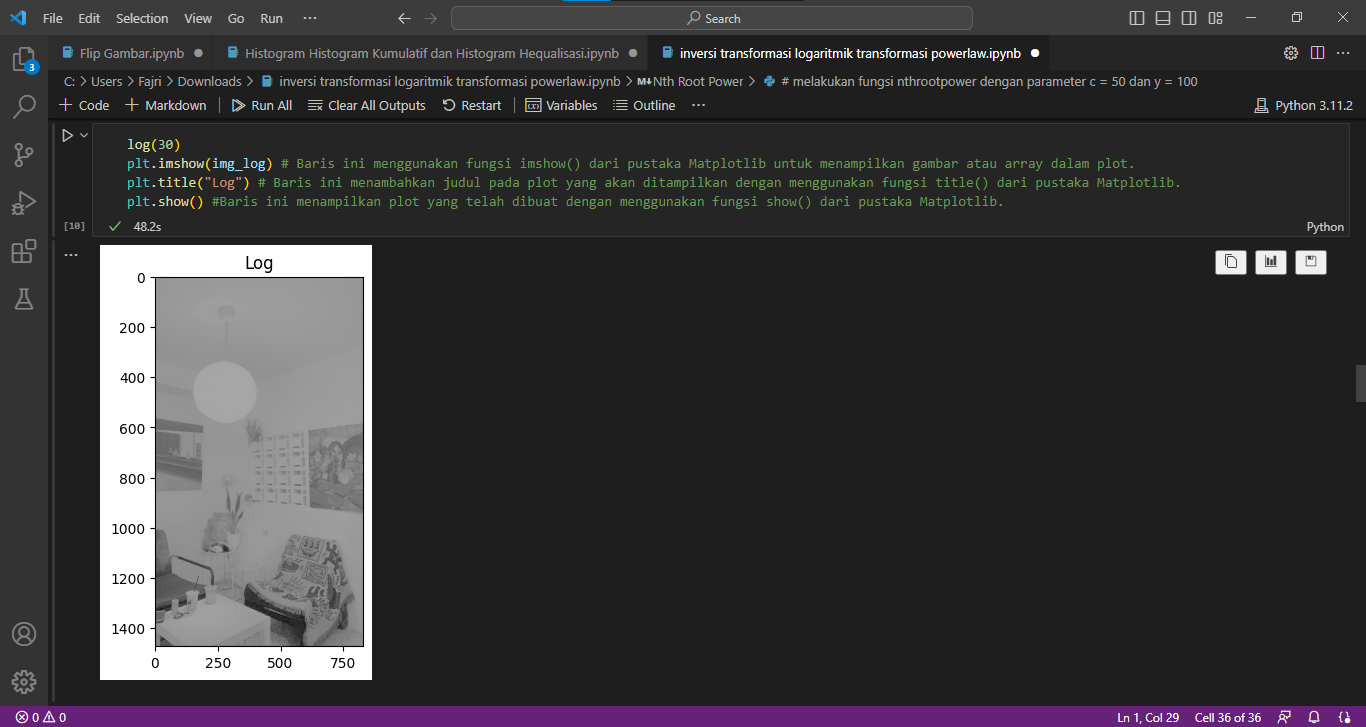 File Edit Selection View Go Run ··· Search
Flip Gambar.ipynb Histogram Histogram Kumulatif dan Histogram Hequalisasi.ipynb inversi transformasi logaritmik transformasi powerlaw.ipynb
C: > Users > Fajri > Downloads > inversi transformasi logaritmik transformasi powerlaw.ipynb > M↓Nth Root Power > # melakukan fungsi nthrootpower dengan parameter c = 50 dan y = 100
+ Code + Markdown Run All Clear All Outputs Restart Variables Outline ··· Python 3.11.2
log(30)
plt.imshow(img_log) # Baris ini menggunakan fungsi imshow() dari pustaka Matplotlib untuk menampilkan gambar atau array dalam plot.
plt.title("Log") # Baris ini menambahkan judul pada plot yang akan ditampilkan dengan menggunakan fungsi title() dari pustaka Matplotlib.
plt.show() #Baris ini menampilkan plot yang telah dibuat dengan menggunakan fungsi show() dari pustaka Matplotlib.
[10] ✓ 48.2s Python
...
Log
0
200
400
600
800
1000
1200
1400
0 250 500 750
3
0 0 Ln 1, Col 29 Cell 36 of 36